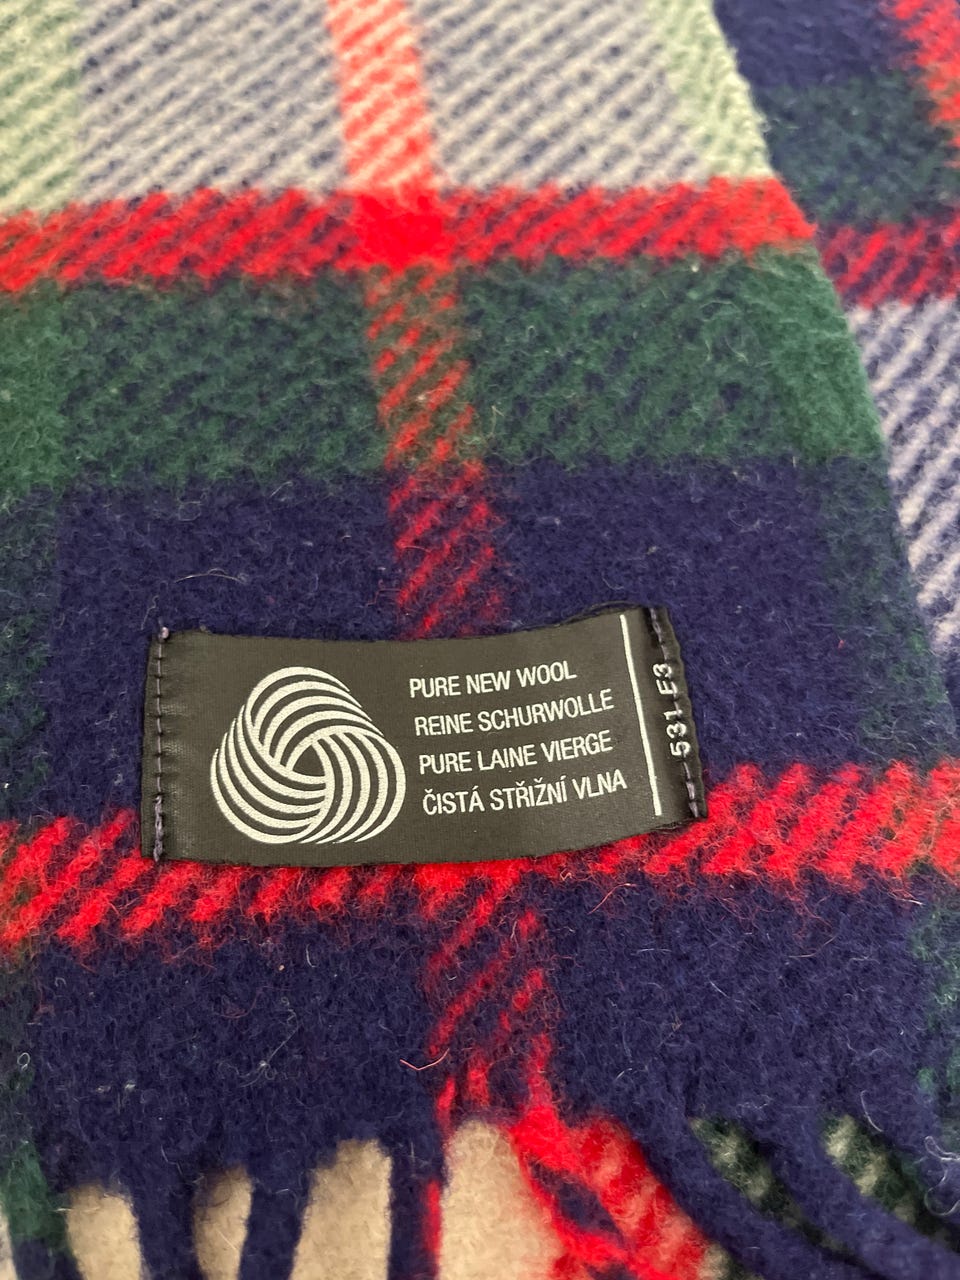 PURE NEW WOOL
REINE SCHURWOLLE
PURE LAINE VIERGE
ČISTÁ STŘIŽNÍ VLNA
531 F3